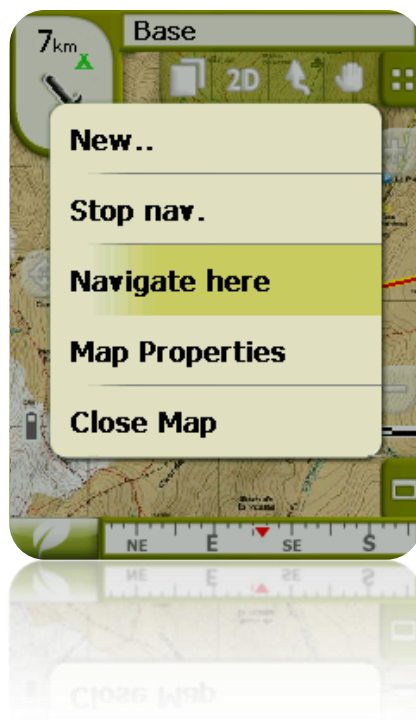 7km
Base
2D
New..
Stop nav.
Navigate here
Map Properties
Close Map
NE E SE S